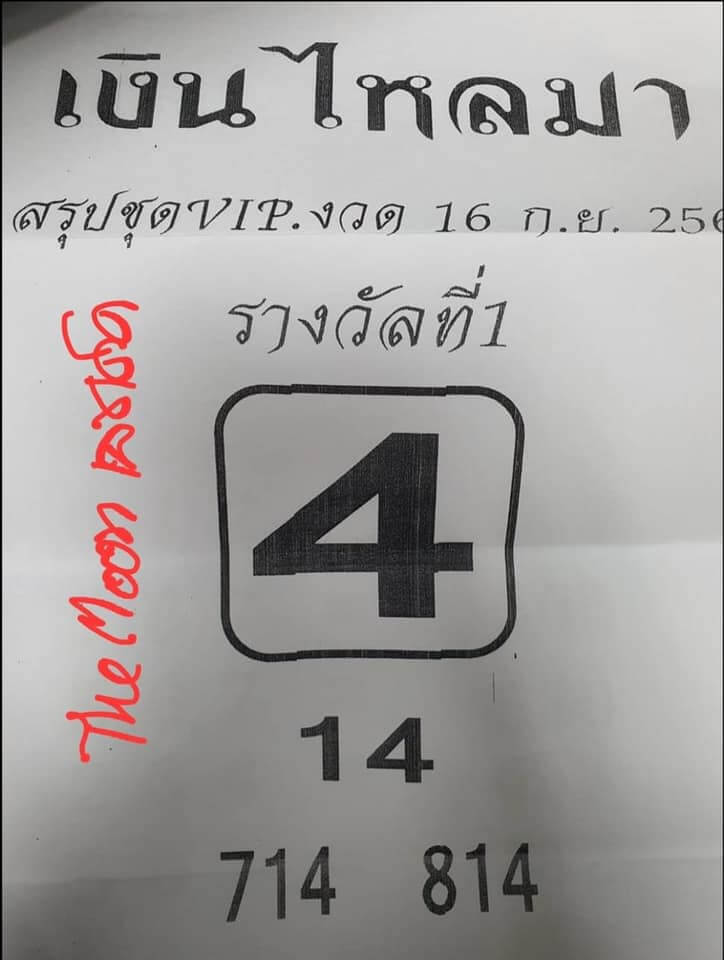 เงินไหลมา
สรุปชุดVIP.งวด 16 ก.ย. 256
รางวัลที่1
4
14
714 814
The Moon